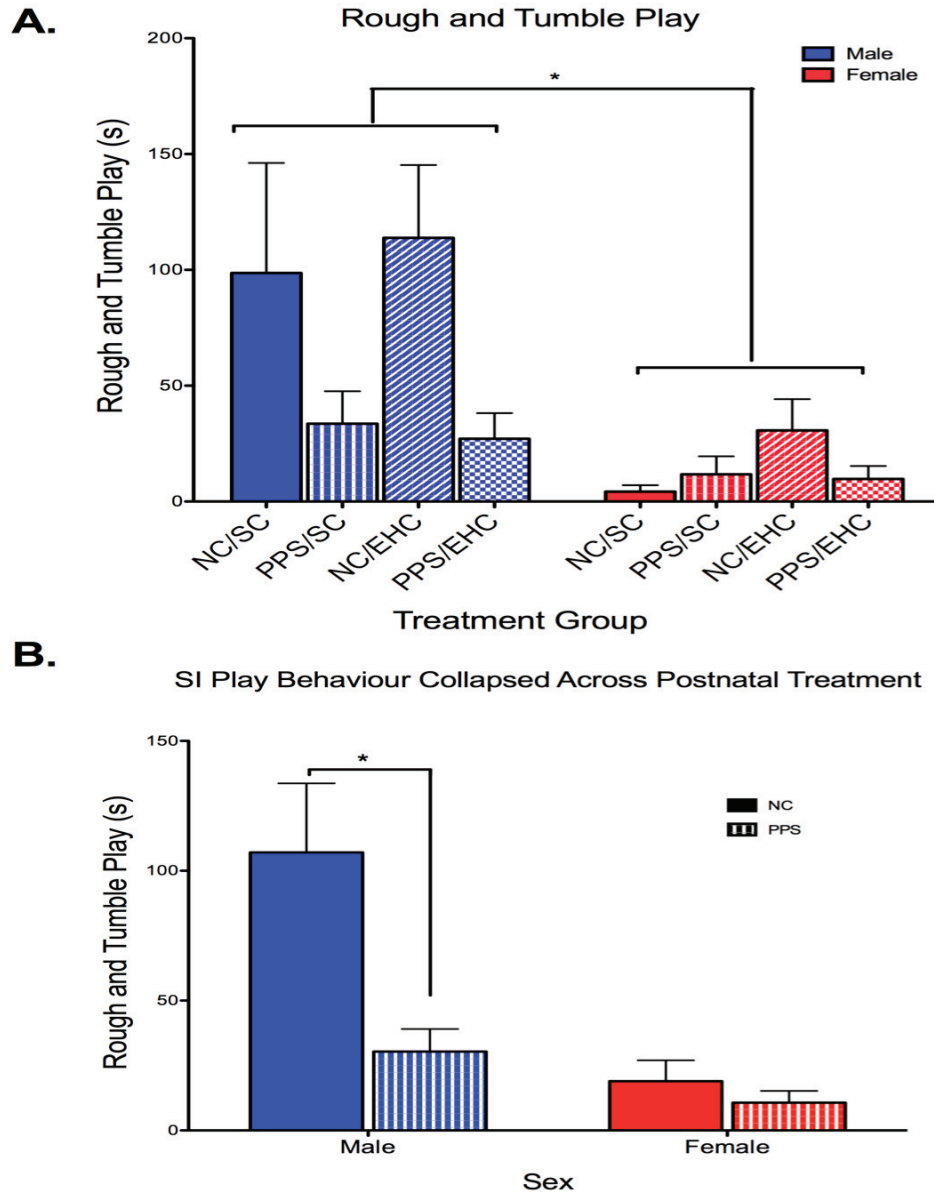 A.
Rough and Tumble Play
Male
Female
*
Rough and Tumble Play (s)
200
150
100
50
0
NC/SC
PPS/SC
NC/EHC
PPS/EHC
NC/SC
PPS/SC
NC/EHC
PPS/EHC
Treatment Group
B.
SI Play Behaviour Collapsed Across Postnatal Treatment
*
NC
PPS
Rough and Tumble Play (s)
150
100
50
0
Male
Female
Sex